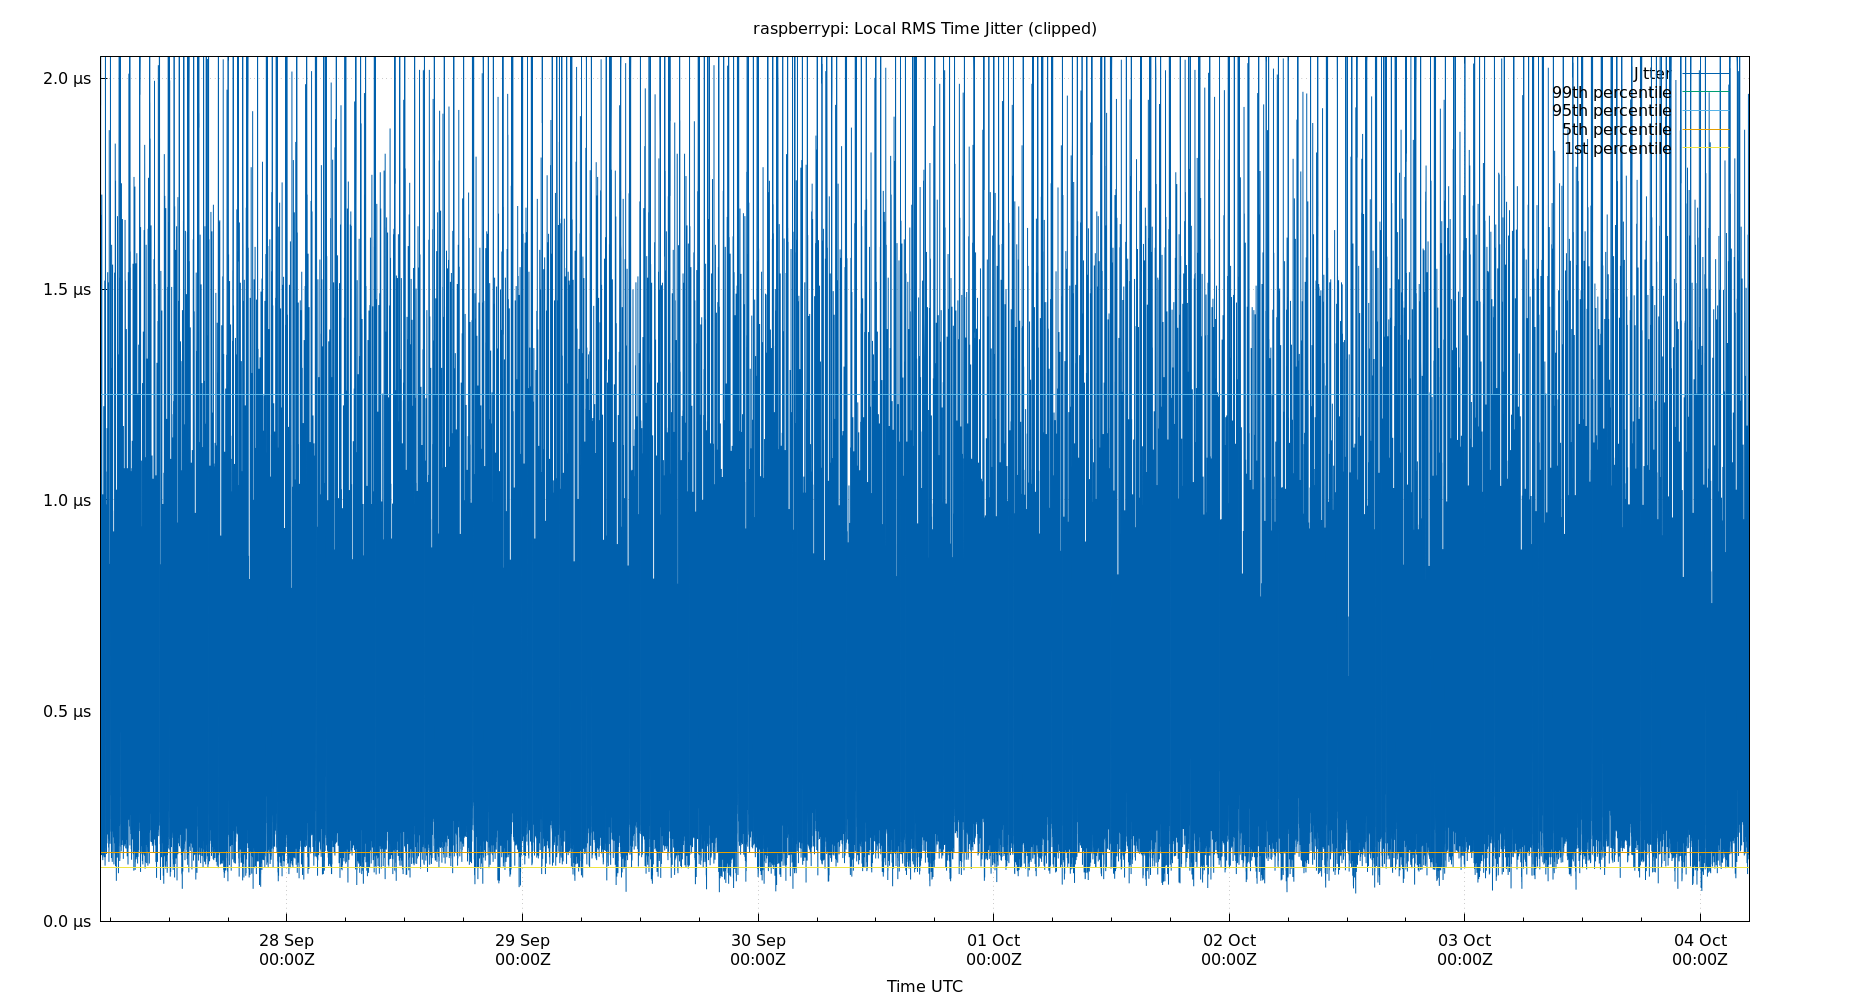 raspberrypi: Local RMS Time Jitter (clipped)
2.0 μs
1.5 μs
1.0 μs
0.5 μs
0.0 μs
Jitter
99th percentile
95th percentile
5th percentile
1st percentile
28 Sep
00:00Z
29 Sep
00:00Z
30 Sep
00:00Z
01 Oct
00:00Z
02 Oct
00:00Z
03 Oct
00:00Z
04 Oct
00:00Z
Time UTC